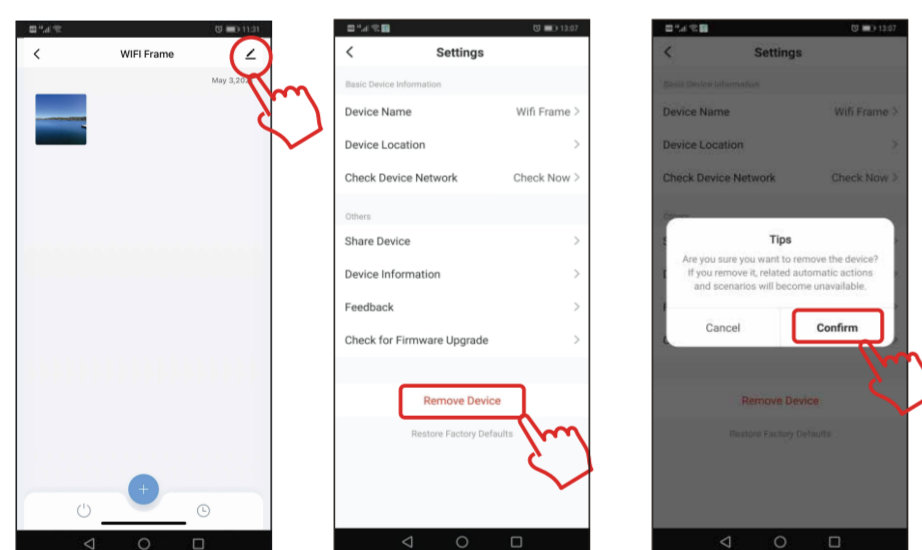 11:31
WIFI Frame
May 3,20
13:07
Settings
Basic Device Information
Device Name
Wifi Frame >
Device Location
>
Check Device Network
Check Now >
Others
Share Device
>
Device Information
>
Feedback
>
Check for Firmware Upgrade
>
Remove Device
Restore Factory Defaults
13:07
Settings
Basic Device Information
Device Name
Wifi Frame >
Device Location
>
Check Device Network
Check Now >
Tips
Are you sure you want to remove the device?
If you remove it, related automatic actions
and scenarios will become unavailable.
Cancel
Confirm
Remove Device
Restore Factory Defaults